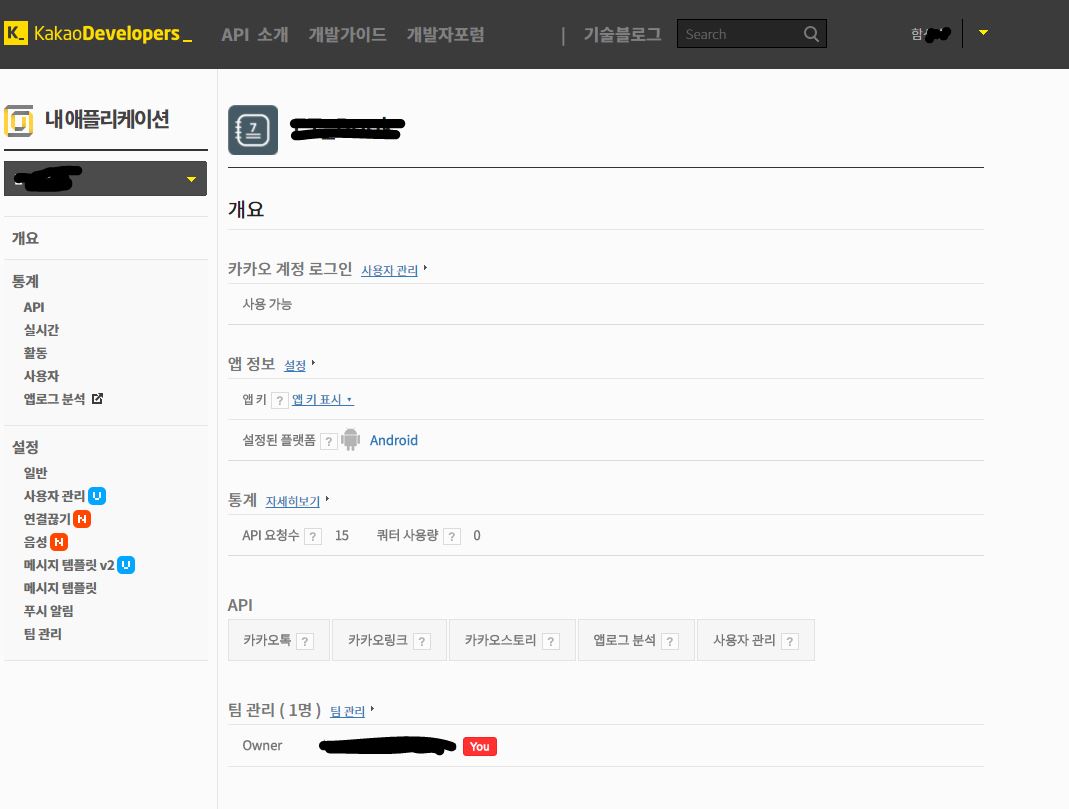 K_ KakaoDevelopers_ API 소개 개발가이드 개발자포럼 | 기술블로그 Search
내 애플리케이션
7
개요
통계
API
실시간
활동
사용자
앱로그 분석
설정
일반
사용자 관리 U
연결끊기 N
음성 N
메시지 템플릿 v2 U
메시지 템플릿
푸시 알림
팀 관리
개요
카카오 계정 로그인 사용자 관리
사용 가능
앱 정보 설정
앱 키 ? 앱 키 표시
설정된 플랫폼 ? Android
통계 자세히보기
API 요청수 ? 15 쿼터 사용량 ? 0
API
카카오톡 ? 카카오링크 ? 카카오스토리 ? 앱로그 분석 ? 사용자 관리 ?
팀 관리 ( 1명 ) 팀 관리
Owner You